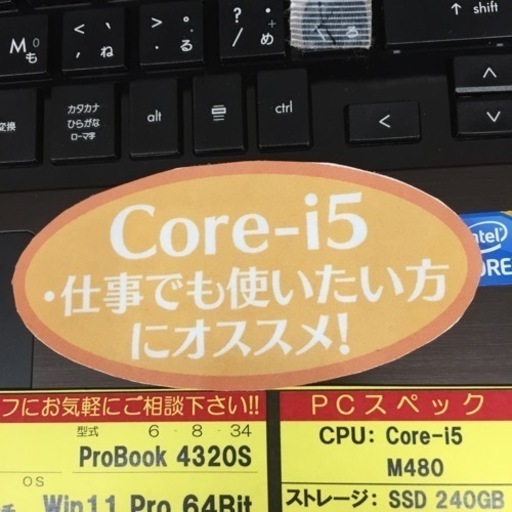 ? ・
/ め
↑ shift
< 、
ね
> 。
る
M
も
ろ
変換
カタカナ
ひらがな
ローマ字
alt
ctrl
Core-i5
・仕事でも使いたい方
にオススメ!
intel
フにお気軽にご相談下さい!!
型式 6 - 8 - 34
ProBook 4320S
OS
Win11 Pro 64Bit
PCスペック
CPU: Core-i5
M480
ストレージ: SSD 240GB